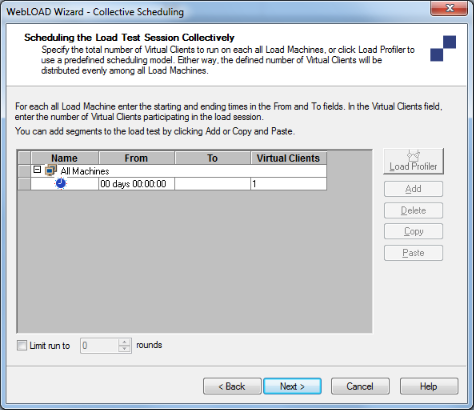 WebLOAD Wizard - Collective Scheduling
Scheduling the Load Test Session Collectively
Specify the total number of Virtual Clients to run on each all Load Machines, or click Load Profiler to
use a predefined scheduling model. Either way, the defined number of Virtual Clients will be
distributed evenly among all Load Machines.
For each all Load Machine enter the starting and ending times in the From and To fields. In the Virtual Clients field,
enter the number of Virtual Clients participating in the load session.
You can add segments to the load test by clicking Add or Copy and Paste.
Name From To Virtual Clients
All Machines
00 days 00:00:00 1
Load Profiler
Add
Delete
Copy
Paste
Limit run to 0 rounds
< Back Next > Cancel Help